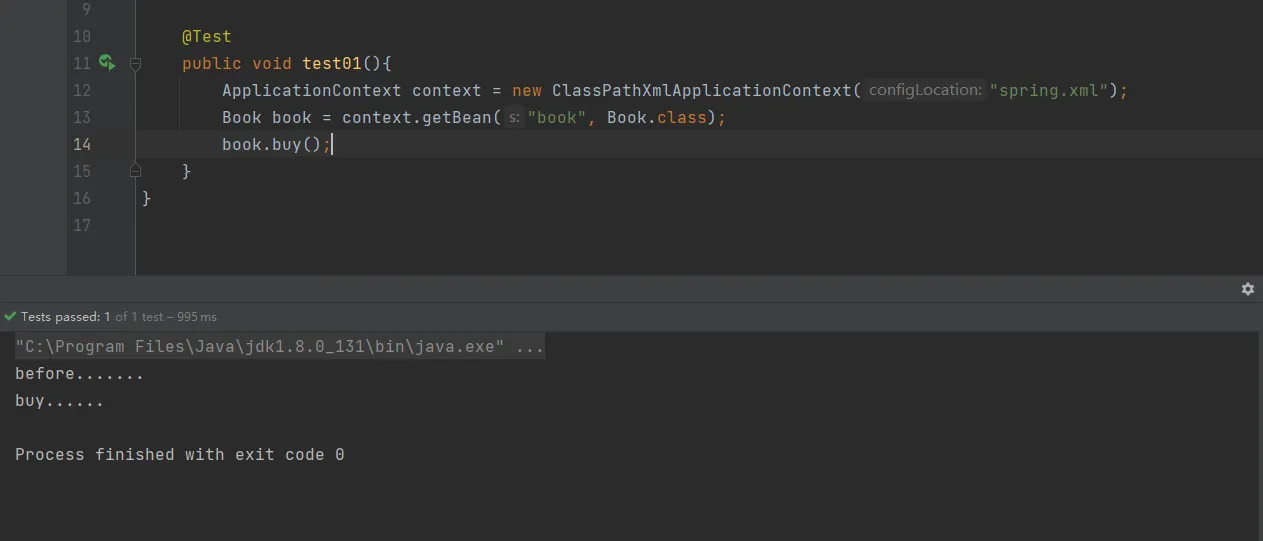 9
10 @Test
11 public void test01(){
12 ApplicationContext context = new ClassPathXmlApplicationContext( configLocation: "spring.xml");
13 Book book = context.getBean( s: "book", Book.class);
14 book.buy();
15 }
16 }
17
Tests passed: 1 of 1 test – 995 ms
"C:\Program Files\Java\jdk1.8.0_131\bin\java.exe" ...
before.......
buy......
Process finished with exit code 0